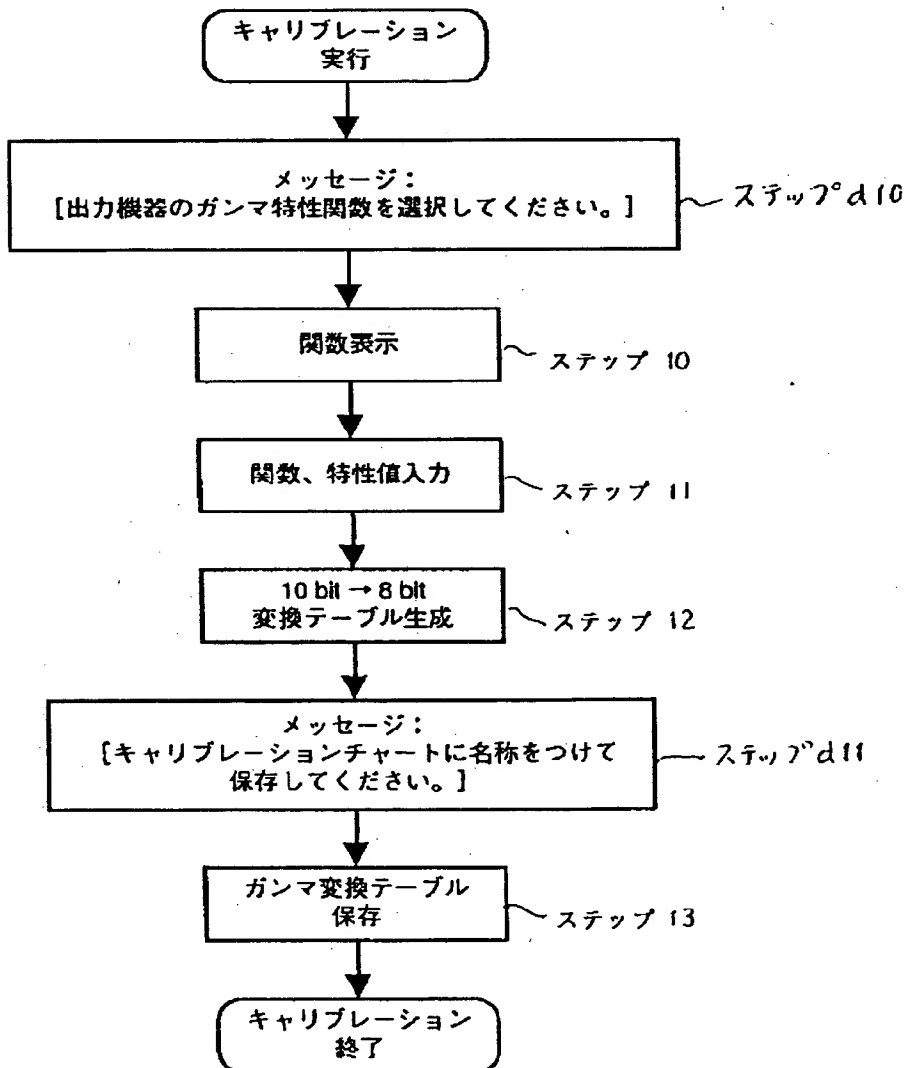 キャリブレーション
実行
メッセージ：
[出力機器のガンマ特性関数を選択してください。]
ステップd10
関数表示
ステップ 10
関数、特性値入力
ステップ 11
10 bit → 8 bit
変換テーブル生成
ステップ 12
メッセージ：
[キャリブレーションチャートに名称をつけて
保存してください。]
ステップd11
ガンマ変換テーブル
保存
ステップ 13
キャリブレーション
終了